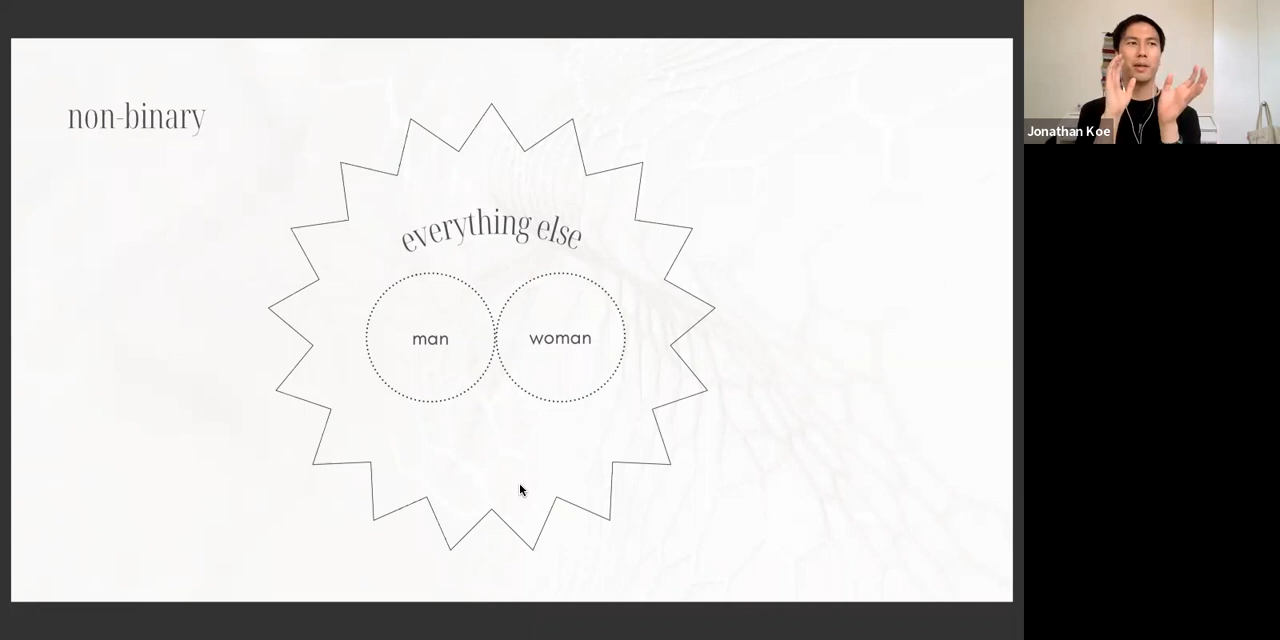 non-binary
everything else
man
woman
Jonathan Koe